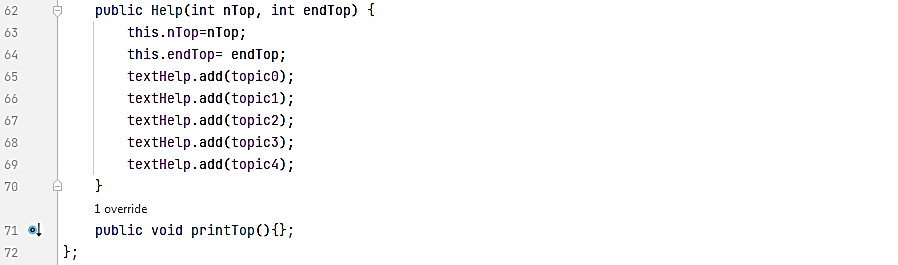 62 public Help(int nTop, int endTop) {
63 this.nTop=nTop;
64 this.endTop= endTop;
65 textHelp.add(topic0);
66 textHelp.add(topic1);
67 textHelp.add(topic2);
68 textHelp.add(topic3);
69 textHelp.add(topic4);
70 }
1 override
71 public void printTop(){};
72 };